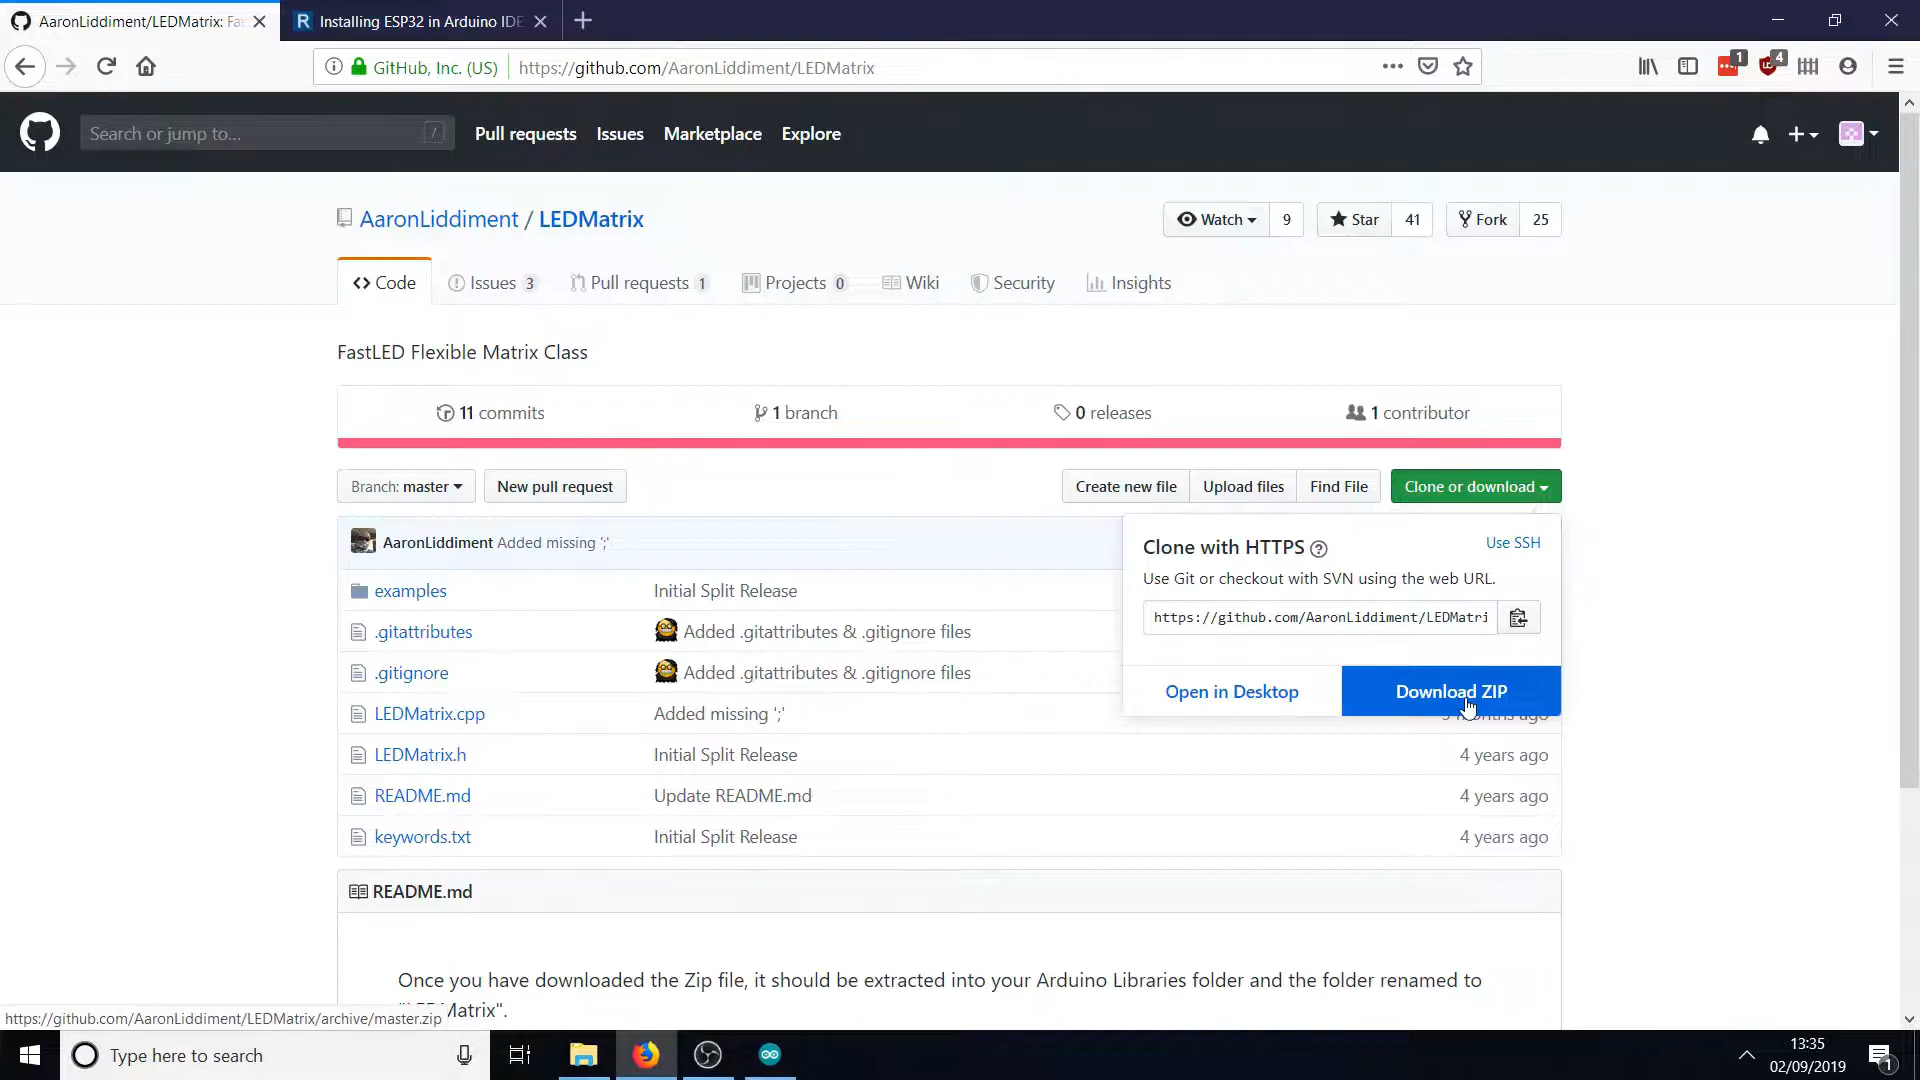 AaronLiddiment/LEDMatrix: Fa
R Installing ESP32 in Arduino IDE
GitHub, Inc. (US) https://github.com/AaronLiddiment/LEDMatrix
1 4
Search or jump to... / Pull requests Issues Marketplace Explore
AaronLiddiment / LEDMatrix
Watch 9 Star 41 Fork 25
Code Issues 3 Pull requests 1 Projects 0 Wiki Security Insights
FastLED Flexible Matrix Class
11 commits 1 branch 0 releases 1 contributor
Branch: master New pull request Create new file Upload files Find File Clone or download
AaronLiddiment Added missing ';'
Clone with HTTPS Use SSH
Use Git or checkout with SVN using the web URL.
https://github.com/AaronLiddiment/LEDMatri
Open in Desktop Download ZIP
examples Initial Split Release
.gitattributes Added .gitattributes & .gitignore files
.gitignore Added .gitattributes & .gitignore files
LEDMatrix.cpp Added missing ';' months ago
LEDMatrix.h Initial Split Release 4 years ago
README.md Update README.md 4 years ago
keywords.txt Initial Split Release 4 years ago
README.md
Once you have downloaded the Zip file, it should be extracted into your Arduino Libraries folder and the folder renamed to
"LEDMatrix".
https://github.com/AaronLiddiment/LEDMatrix/archive/master.zip
Type here to search
13:35
02/09/2019
1